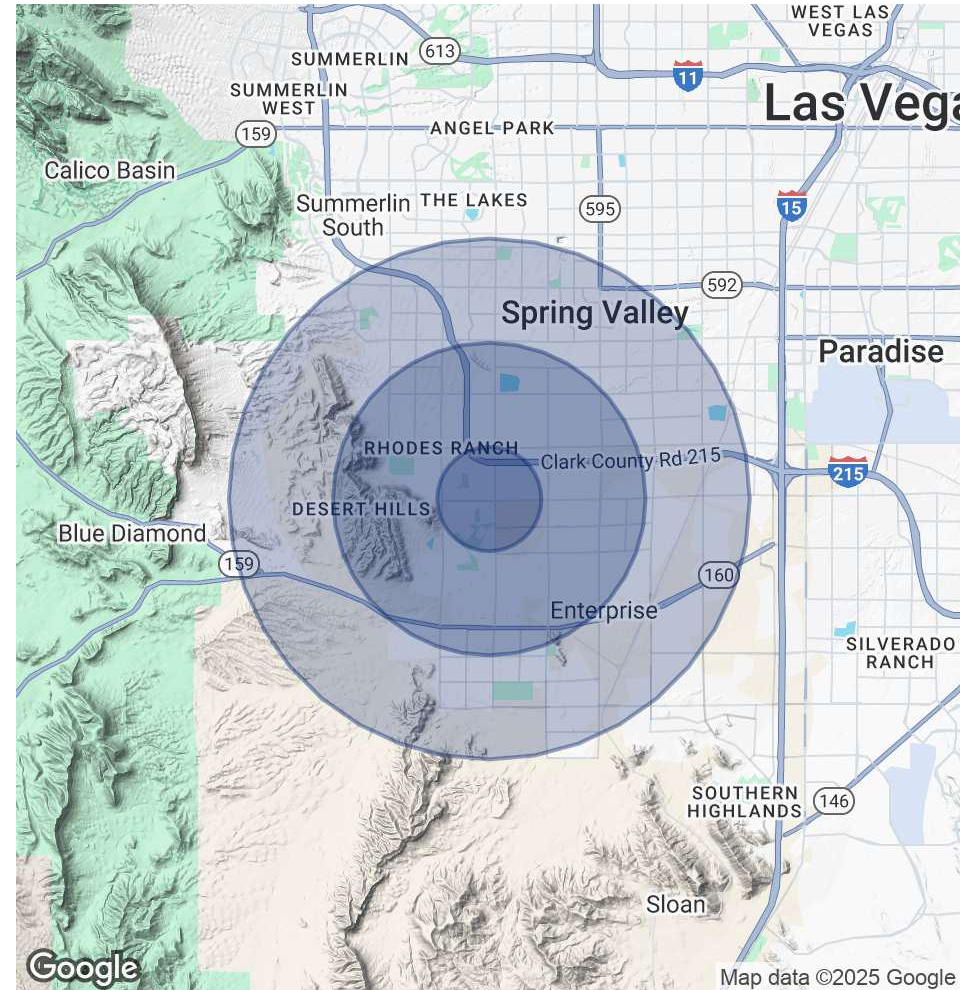 WEST LAS
VEGAS
SUMMERLIN
613
11
SUMMERLIN
WEST
Las Vega
159
ANGEL PARK
Calico Basin
Summerlin
South
THE LAKES
595
15
592
Spring Valley
Paradise
RHODES RANCH
Clark County Rd 215
215
DESERT HILLS
Blue Diamond
159
160
Enterprise
SILVERADO
RANCH
SOUTHERN
HIGHLANDS
146
Sloan
Google
Map data ©2025 Google